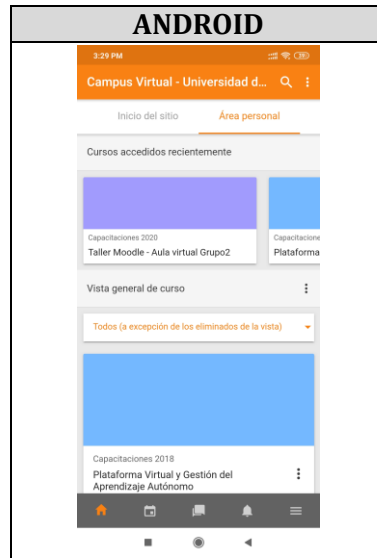 ANDROID
3:29 PM
Campus Virtual - Universidad d...
Inicio del sitio Área personal
Cursos accedidos recientemente
Capacitaciones 2020 Capacitacione
Taller Moodle - Aula virtual Grupo2 Plataforma
Vista general de curso
Todos (a excepción de los eliminados de la vista)
Capacitaciones 2018
Plataforma Virtual y Gestión del
Aprendizaje Autónomo